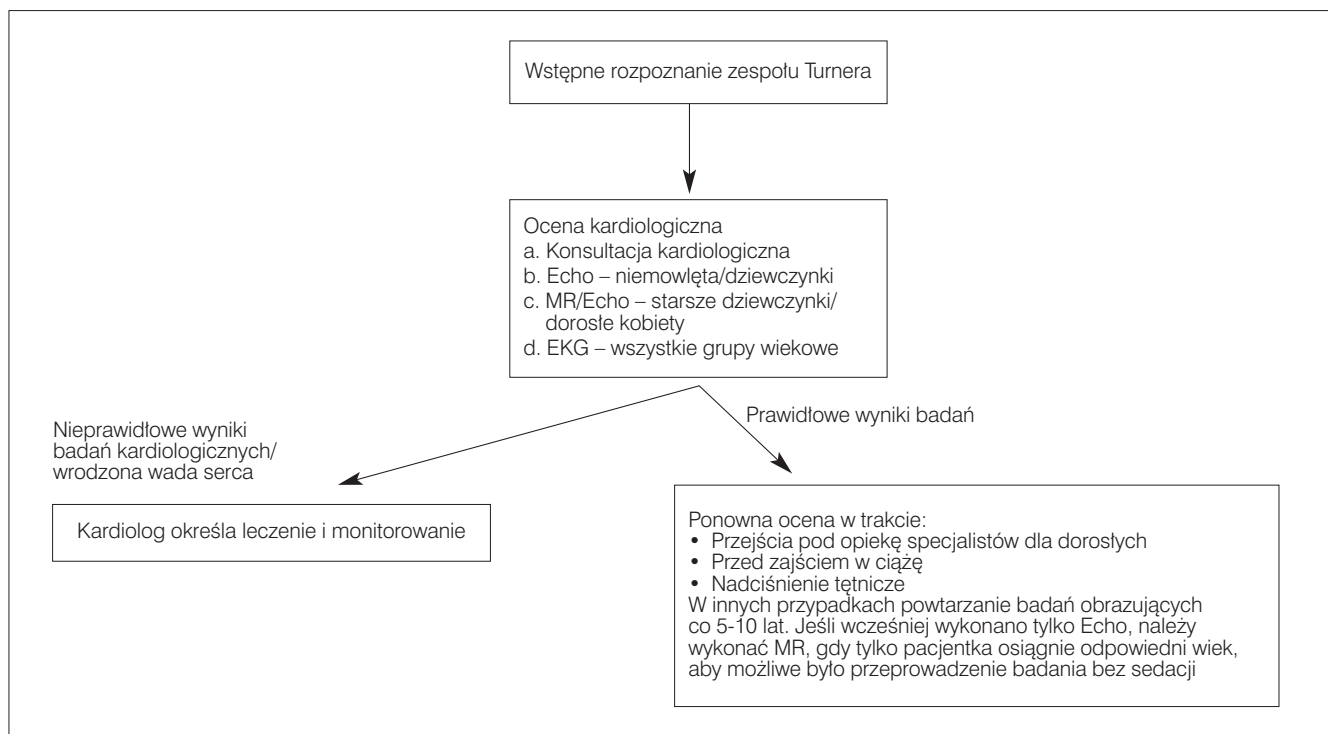 Wstępne rozpoznanie zespołu Turnera
Ocena kardiologiczna
a. Konsultacja kardiologiczna
b. Echo – niemowlęta/dziewczynki
c. MR/Echo – starsze dziewczynki/
dorosłe kobiety
d. EKG – wszystkie grupy wiekowe
Nieprawidłowe wyniki
badań kardiologicznych/
wrodzona wada serca
Prawidłowe wyniki badań
Kardiolog określa leczenie i monitorowanie
Ponowna ocena w trakcie:
• Przejścia pod opiekę specjalistów dla dorosłych
• Przed zajściem w ciążę
• Nadciśnienie tętnicze
W innych przypadkach powtarzanie badań obrazujących
co 5-10 lat. Jeśli wcześniej wykonano tylko Echo, należy
wykonać MR, gdy tylko pacjentka osiągnie odpowiedni wiek,
aby możliwe było przeprowadzenie badania bez sedacji